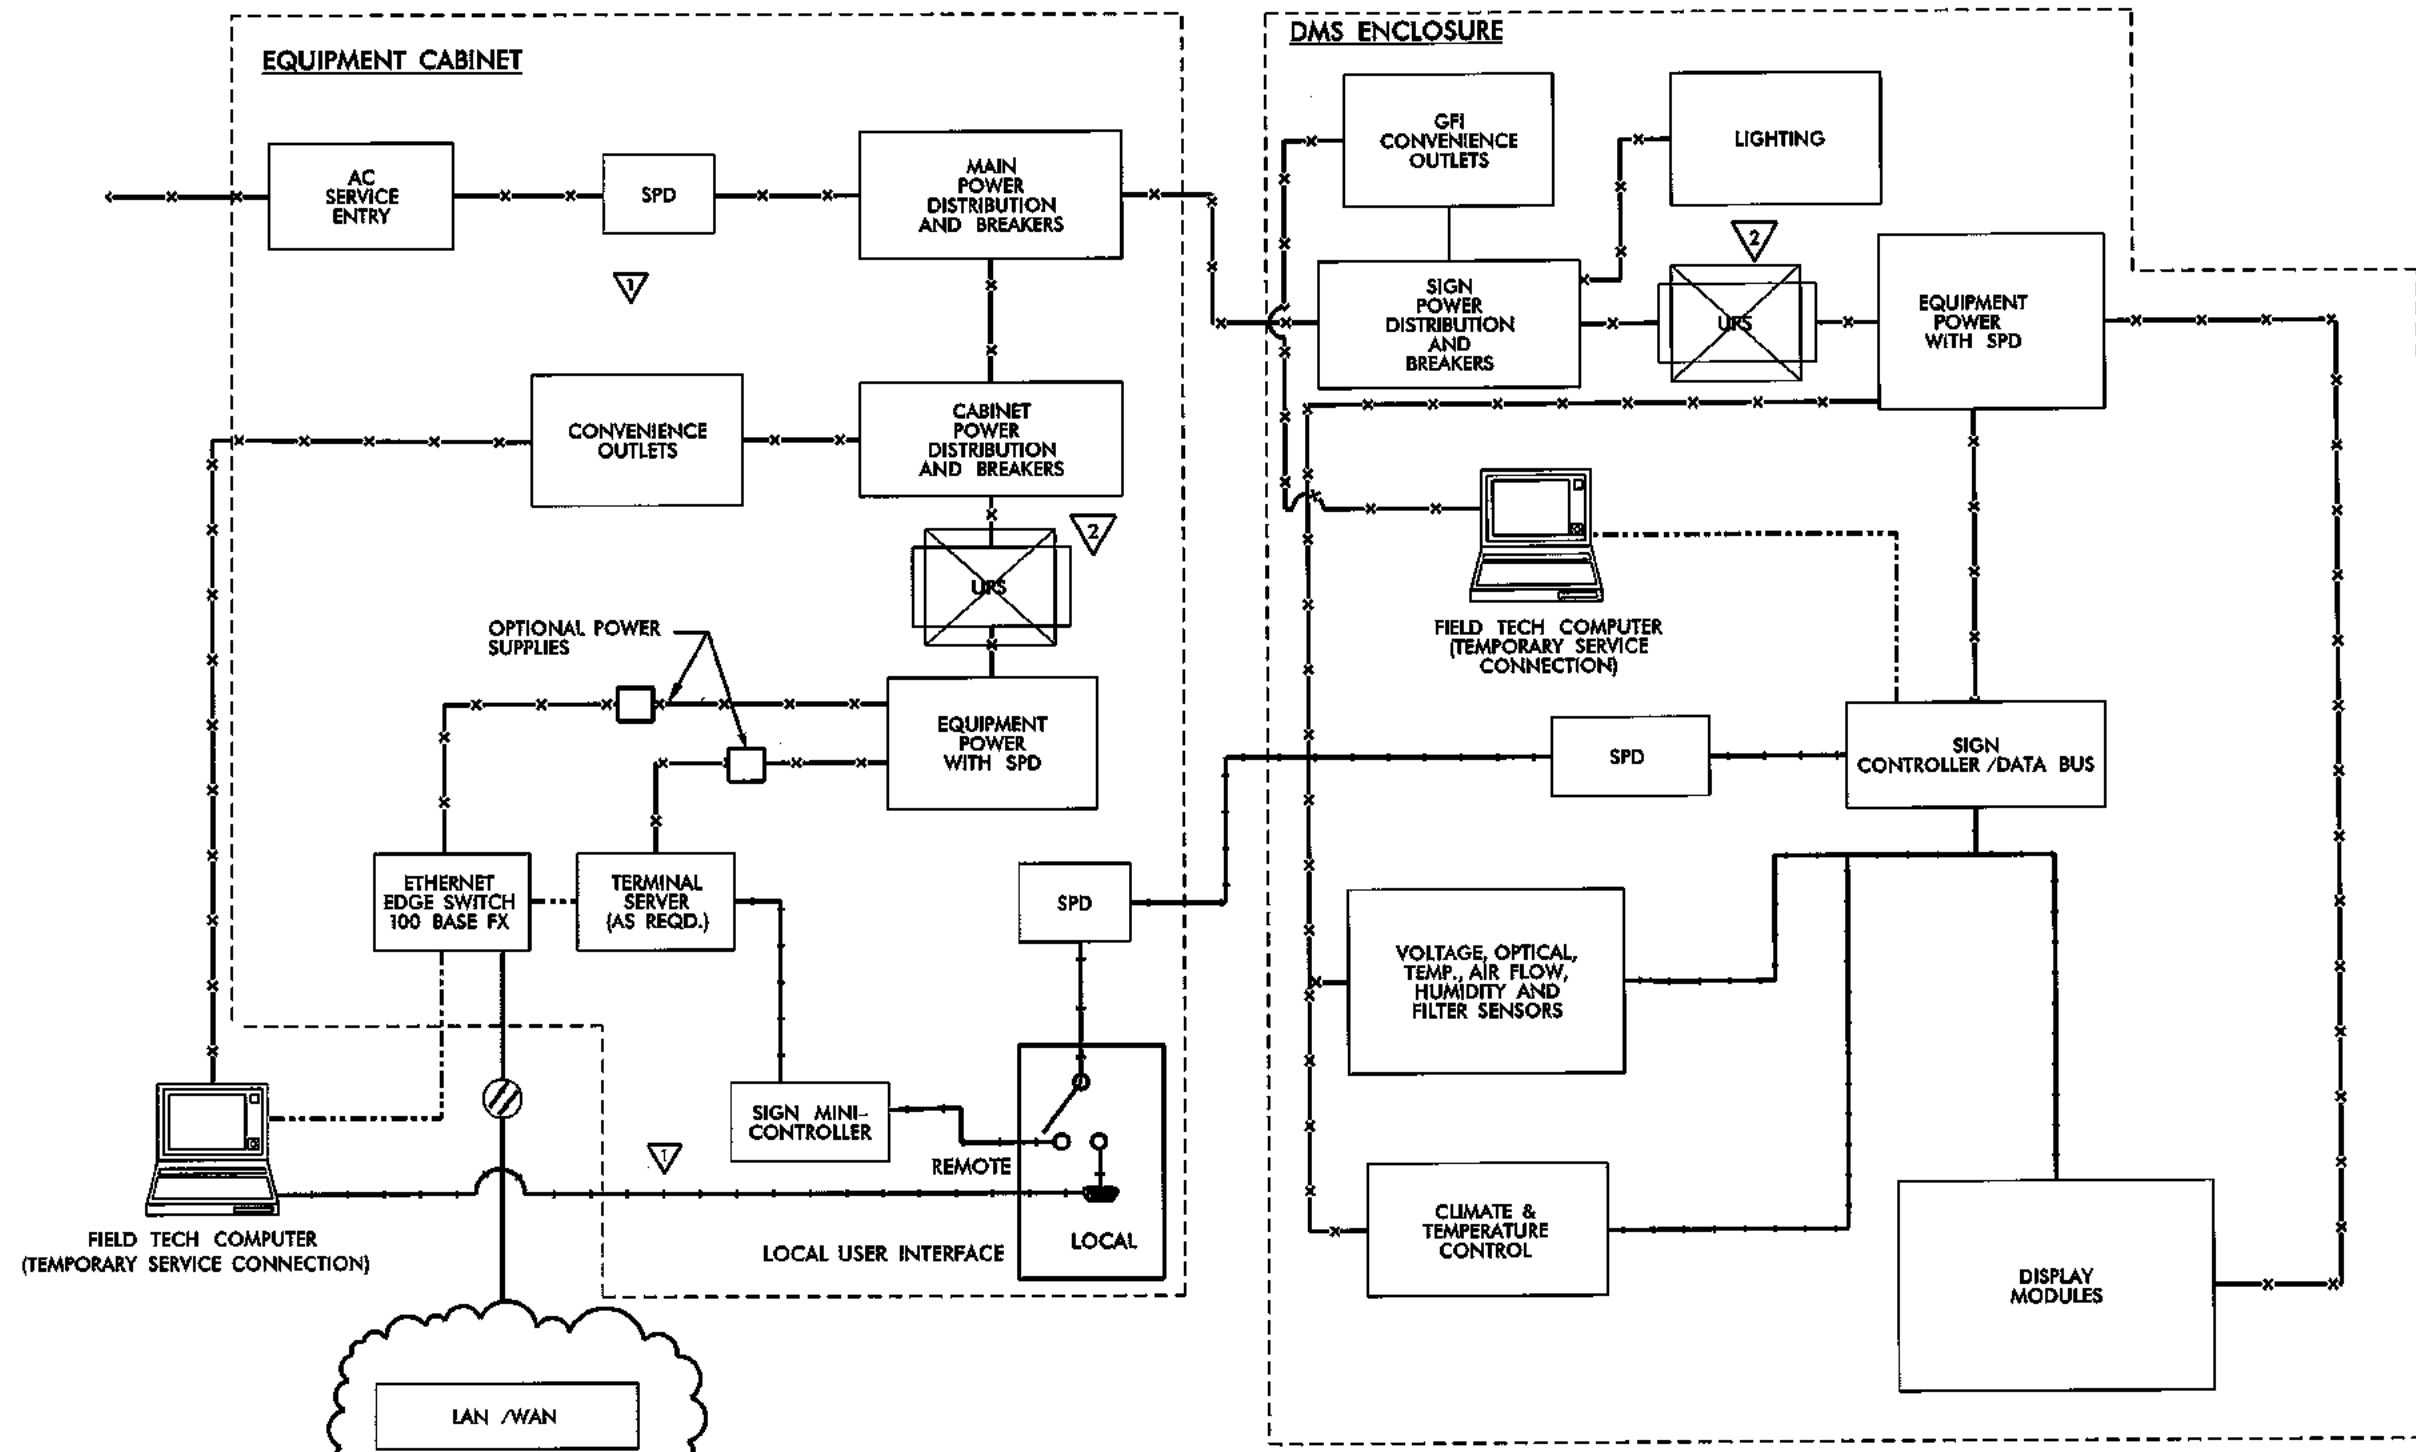 EQUIPMENT CABINET
AC
SERVICE
ENTRY
SPD
MAIN
POWER
DISTRIBUTION
AND BREAKERS
1
CONVENIENCE
OUTLETS
CABINET
POWER
DISTRIBUTION
AND BREAKERS
2
UPS
OPTIONAL POWER
SUPPLIES
EQUIPMENT
POWER
WITH SPD
ETHERNET
EDGE SWITCH
100 BASE FX
TERMINAL
SERVER
(AS REQD.)
SPD
SIGN MINI-
CONTROLLER
1
REMOTE
LOCAL
LOCAL USER INTERFACE
FIELD TECH COMPUTER
(TEMPORARY SERVICE CONNECTION)
LAN /WAN
DMS ENCLOSURE
GFI
CONVENIENCE
OUTLETS
LIGHTING
2
SIGN
POWER
DISTRIBUTION
AND
BREAKERS
UPS
EQUIPMENT
POWER
WITH SPD
FIELD TECH COMPUTER
(TEMPORARY SERVICE
CONNECTION)
SPD
SIGN
CONTROLLER /DATA BUS
VOLTAGE, OPTICAL,
TEMP., AIR FLOW,
HUMIDITY AND
FILTER SENSORS
CLIMATE &
TEMPERATURE
CONTROL
DISPLAY
MODULES